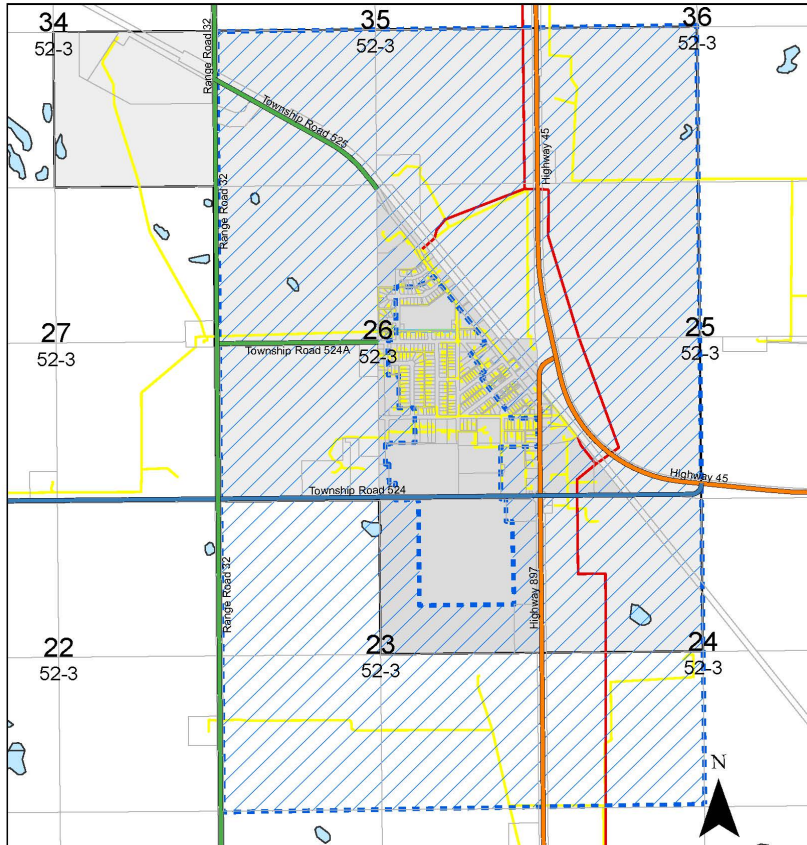 34
52-3
Range Road 32
35
52-3
36
52-3
Township Road 525
Highway 45
Range Road 32
27
52-3
26
52-3
Township Road 524A
25
52-3
Highway 45
Township Road 524
Range Road 32
Highway 897
22
52-3
23
52-3
24
52-3
N